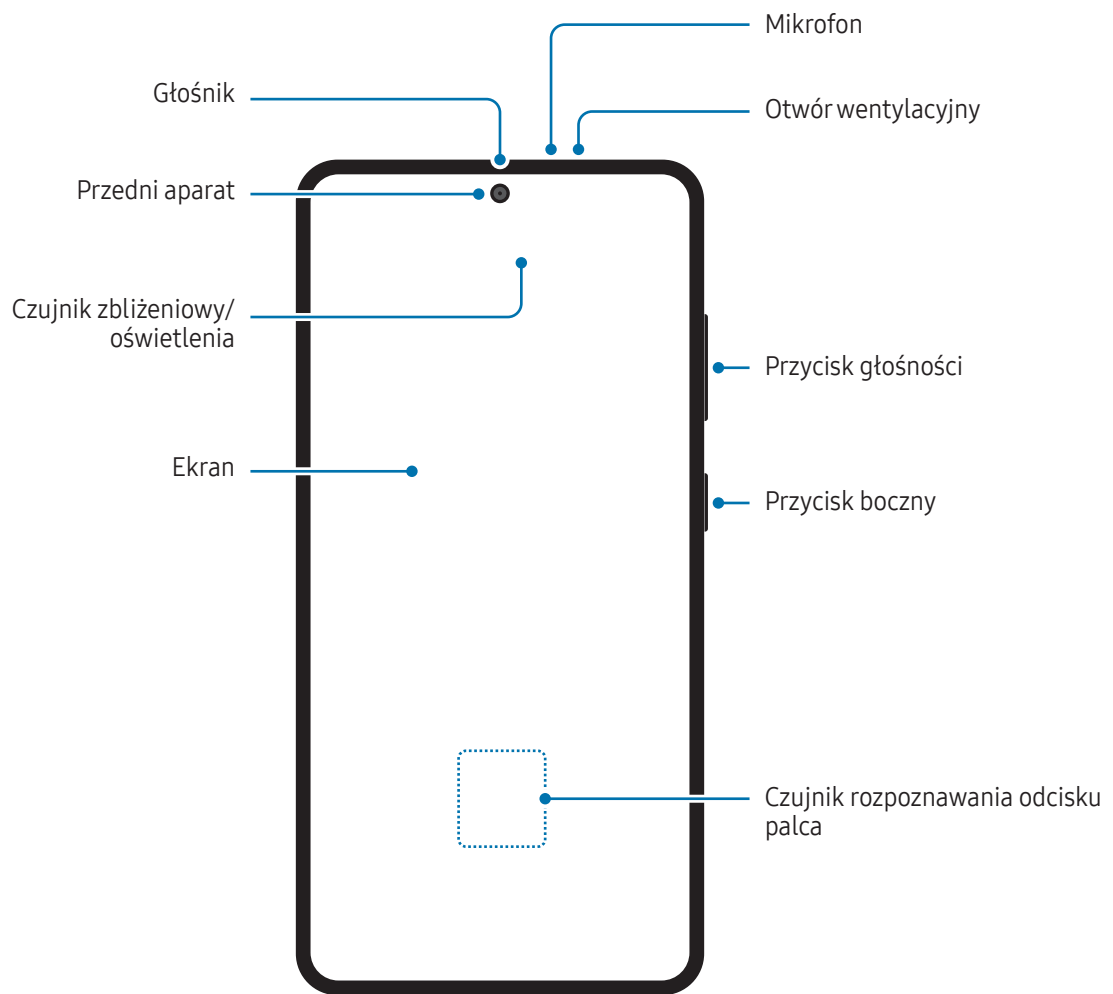 Mikrofon
Głośnik
Otwór wentylacyjny
Przedni aparat
Czujnik zbliżeniowy/
oświetlenia
Przycisk głośności
Ekran
Przycisk boczny
Czujnik rozpoznawania odcisku
palca